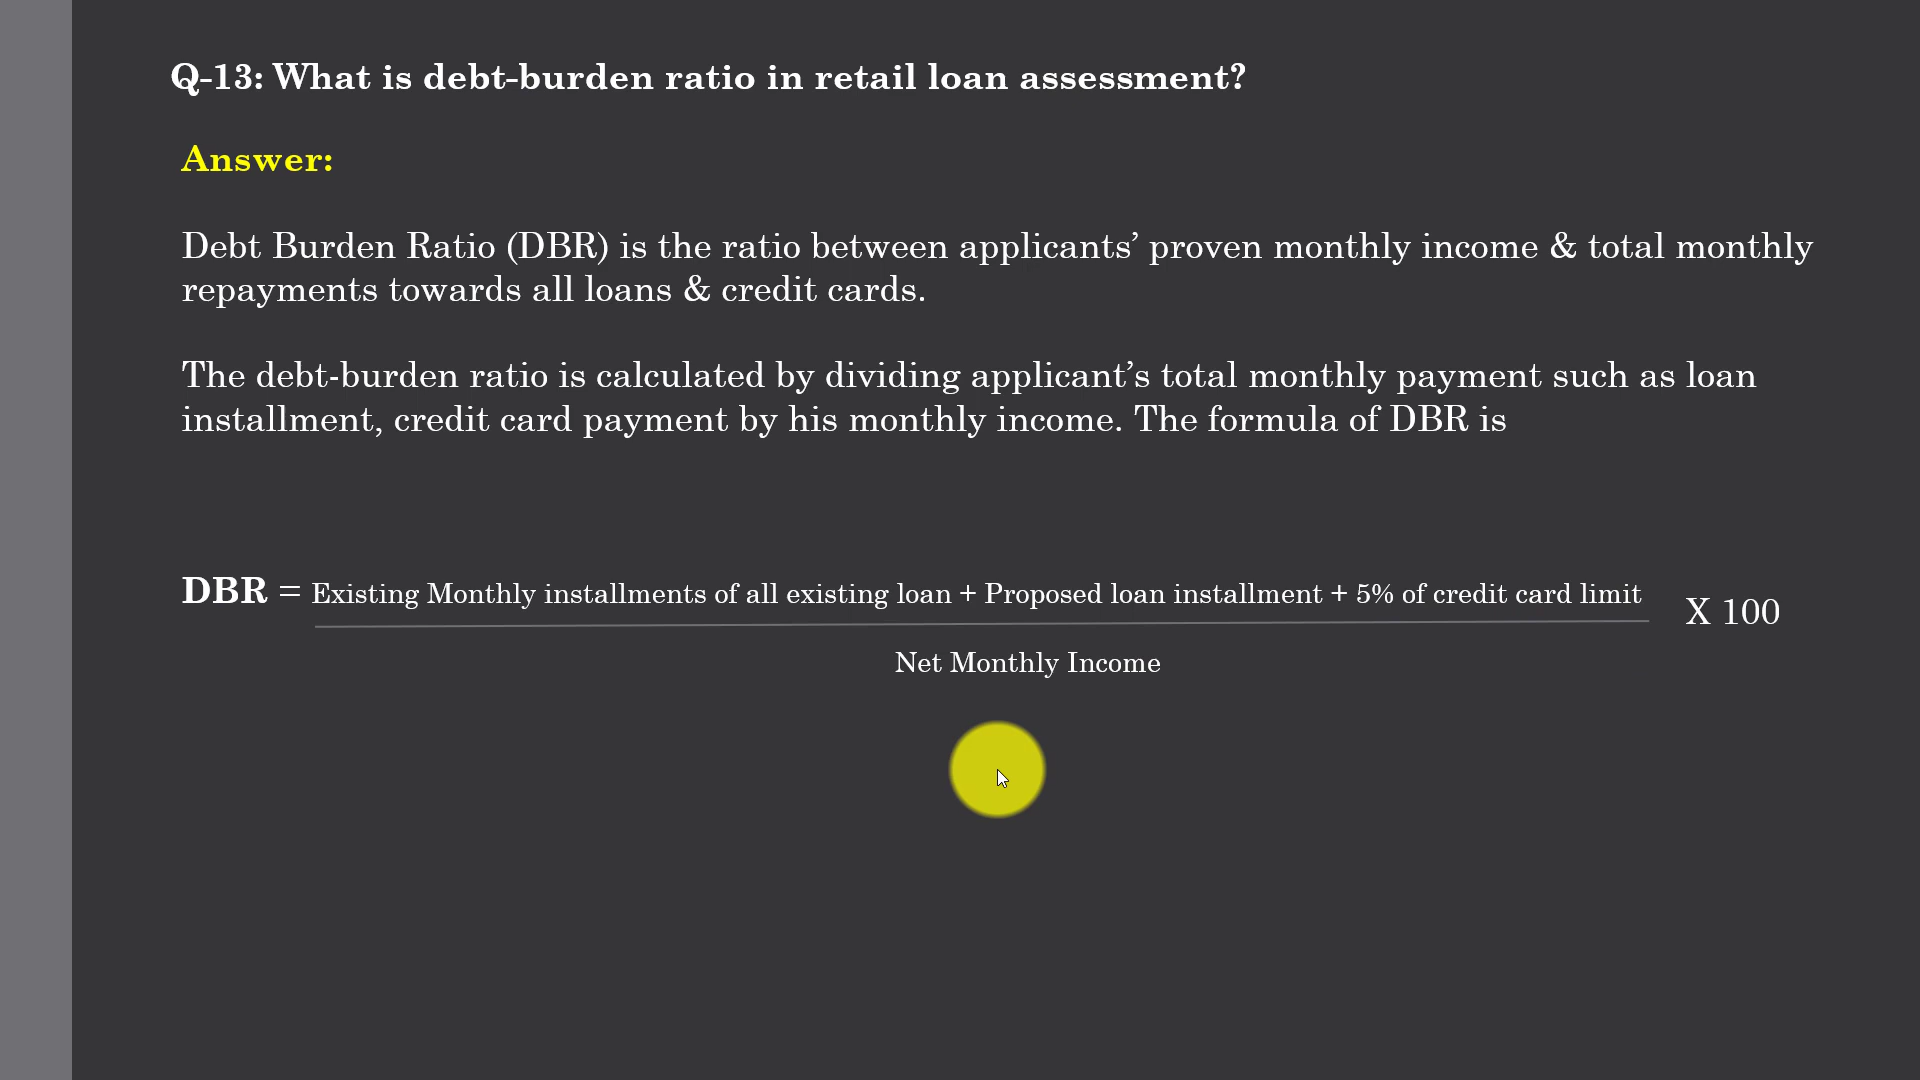 Q-13: What is debt-burden ratio in retail loan assessment?
Answer:
Debt Burden Ratio (DBR) is the ratio between applicants’ proven monthly income & total monthly
repayments towards all loans & credit cards.
The debt-burden ratio is calculated by dividing applicant’s total monthly payment such as loan
installment, credit card payment by his monthly income. The formula of DBR is
DBR = Existing Monthly installments of all existing loan + Proposed loan installment + 5% of credit card limit
X 100
Net Monthly Income